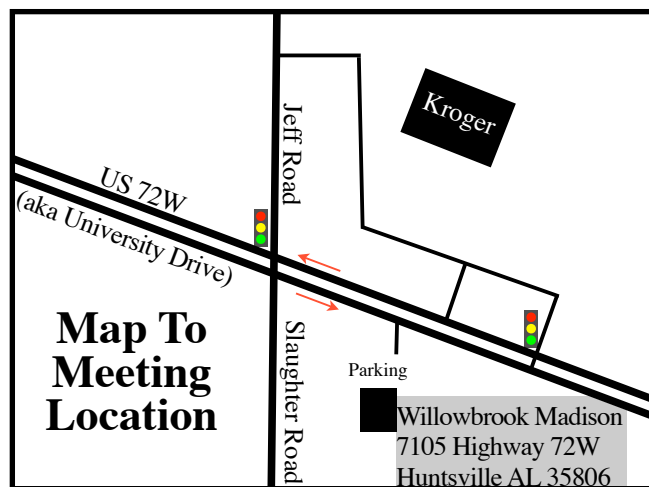 Kroger
Jeff Road
US 72W
(aka University Drive)
Map To
Meeting
Location
Slaughter Road
Parking
Willowbrook Madison
7105 Highway 72W
Huntsville AL 35806